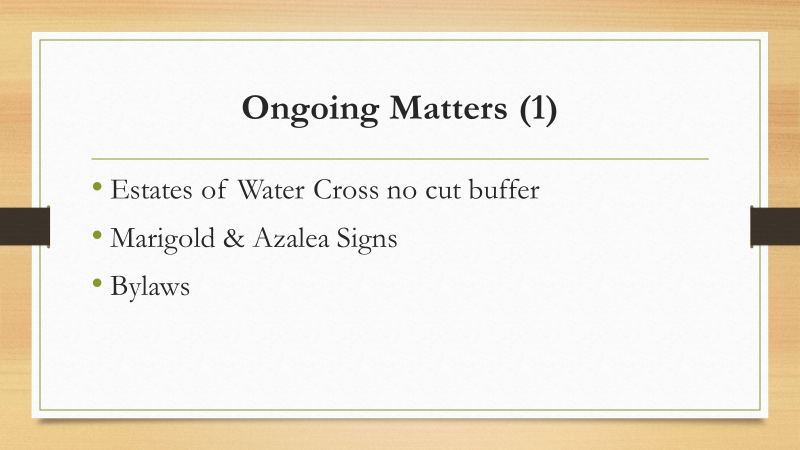 Ongoing Matters (1)
• Estates of Water Cross no cut buffer
• Marigold & Azalea Signs
• Bylaws